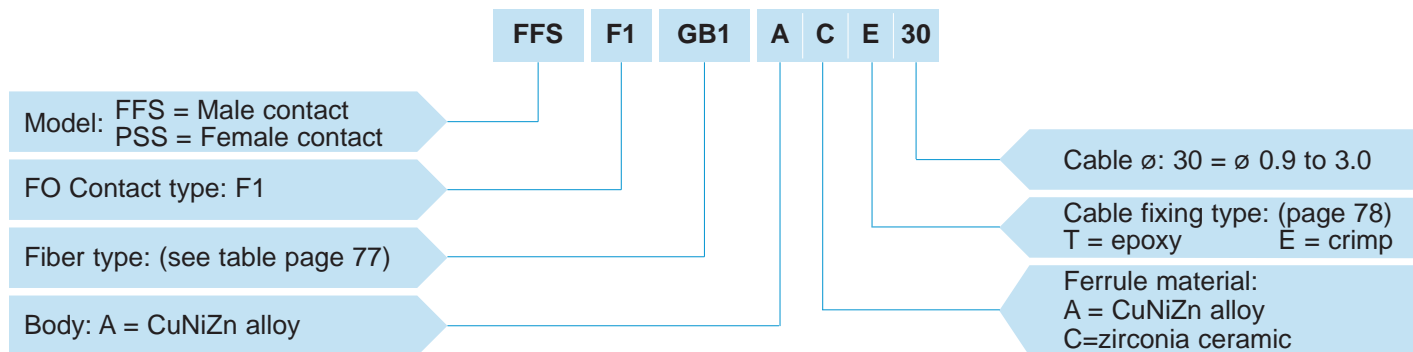 FFS F1 GB1 A C E 30
Model: FFS = Male contact
PSS = Female contact
FO Contact type: F1
Fiber type: (see table page 77)
Body: A = CuNiZn alloy
Cable ø: 30 = ø 0.9 to 3.0
Cable fixing type: (page 78)
T = epoxy E = crimp
Ferrule material:
A = CuNiZn alloy
C=zirconia ceramic